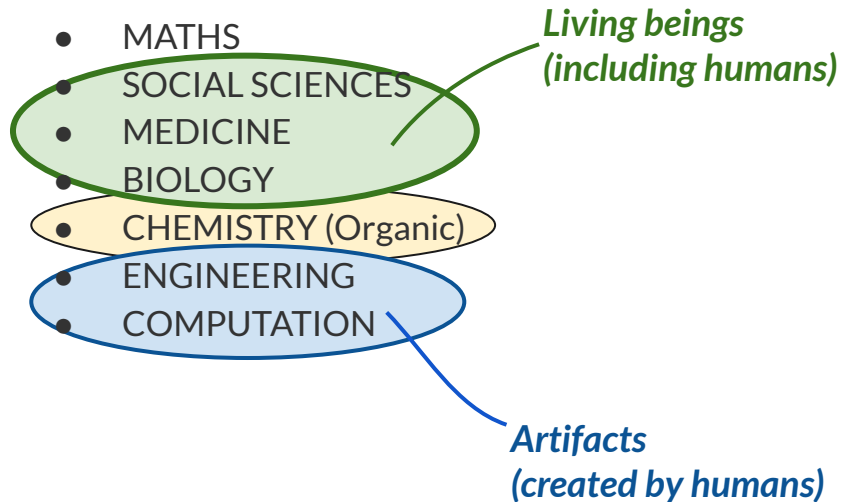 Living beings
(including humans)
● MATHS
● SOCIAL SCIENCES
● MEDICINE
● BIOLOGY
● CHEMISTRY (Organic)
● ENGINEERING
● COMPUTATION
Artifacts
(created by humans)